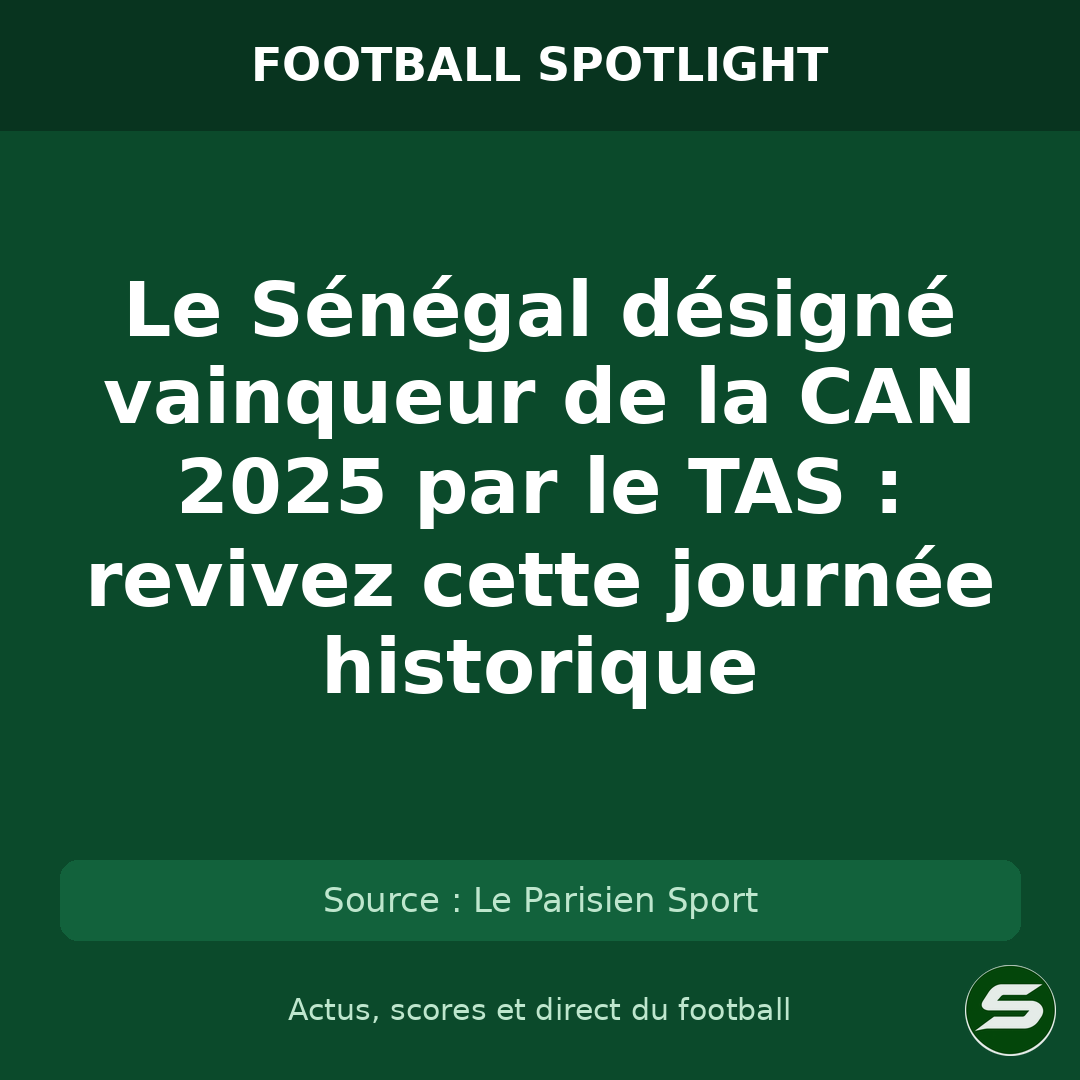 FOOTBALL SPOTLIGHT
Le Sénégal désigné
vainqueur de la CAN
2025 par le TAS :
revivez cette journée
historique
Source : Le Parisien Sport
Actus, scores et direct du football
S